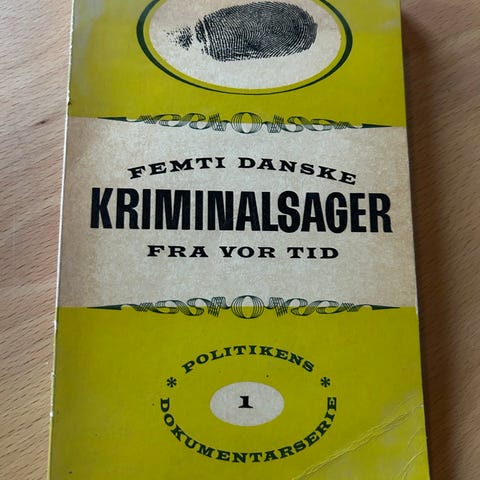 FEMTI DANSKE
KRIMINALSAGER
FRA VOR TID
* POLITIKENS *
1
DOKUMENTARSERIE